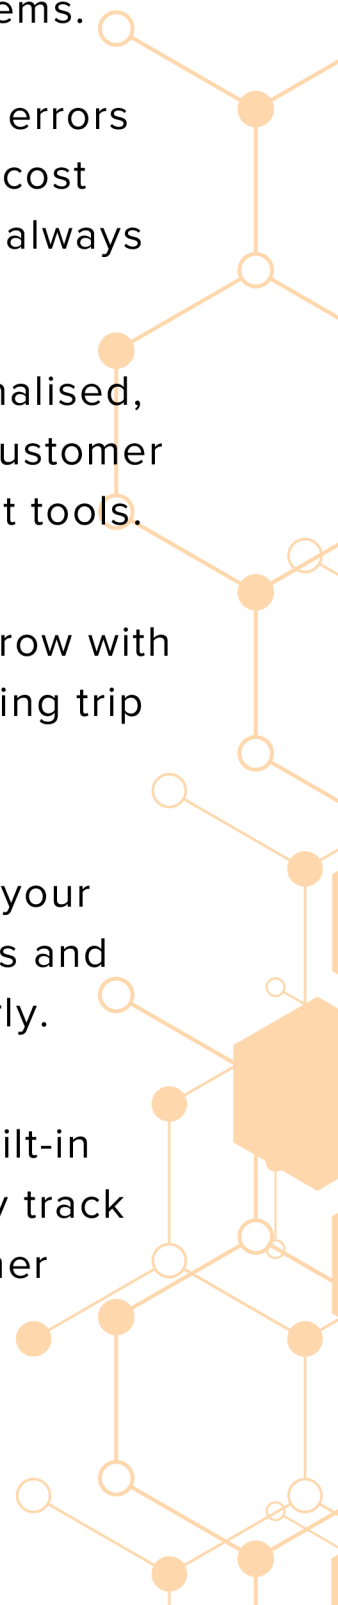 ems.
errors
cost
always
nalised,
ustomer
t tools.
row with
ing trip
your
s and
rly.
ilt-in
y track
ner